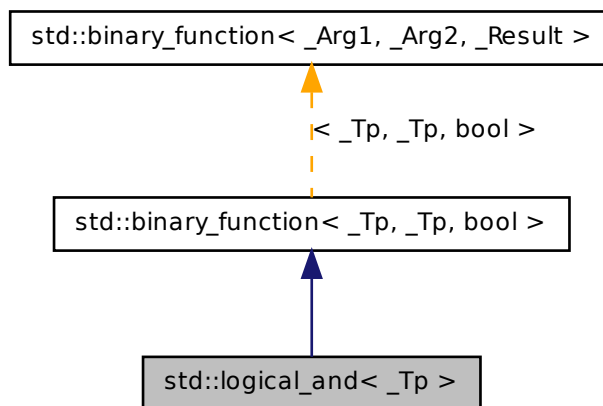 std::binary_function< _Arg1, _Arg2, _Result >
< _Tp, _Tp, bool >
std::binary_function< _Tp, _Tp, bool >
std::logical_and< _Tp >